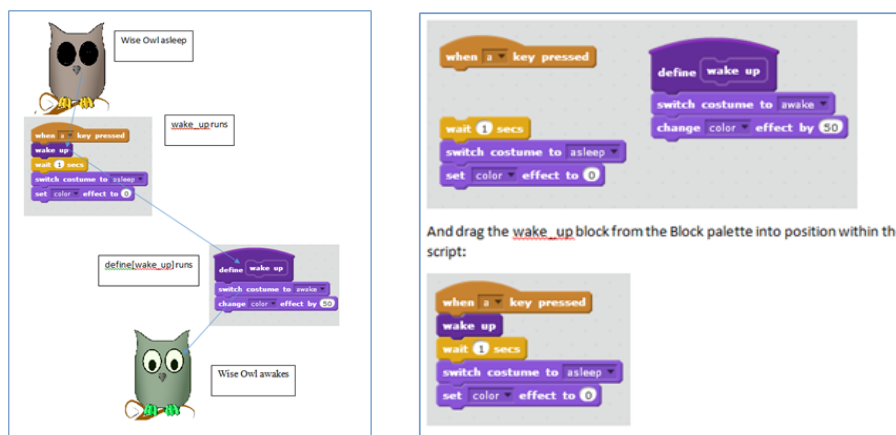 Wise Owl asleep
wake_up runs
when a key pressed
wake up
wait 1 secs
switch costume to asleep
set color effect to 0
define[wake_up] runs
define wake up
switch costume to awake
change color effect by 50
Wise Owl awakes
when a key pressed
define wake up
switch costume to awake
change color effect by 50
wait 1 secs
switch costume to asleep
set color effect to 0
And drag the wake_up block from the Block palette into position within the
script:
when a key pressed
wake up
wait 1 secs
switch costume to asleep
set color effect to 0